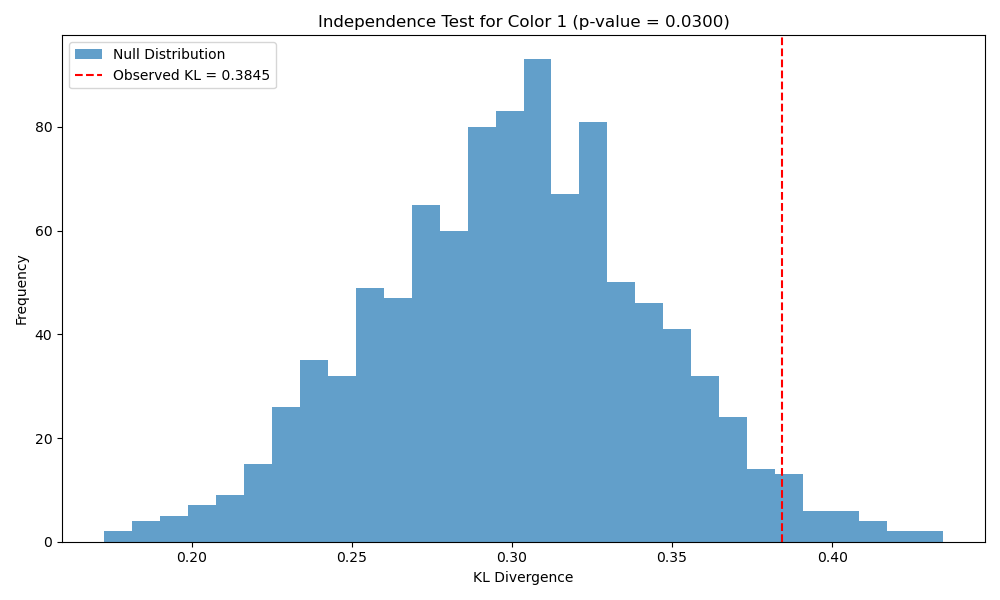 Independence Test for Color 1 (p-value = 0.0300)
Null Distribution
Observed KL = 0.3845
Frequency
80
60
40
20
0
0.20 0.25 0.30 0.35 0.40
KL Divergence